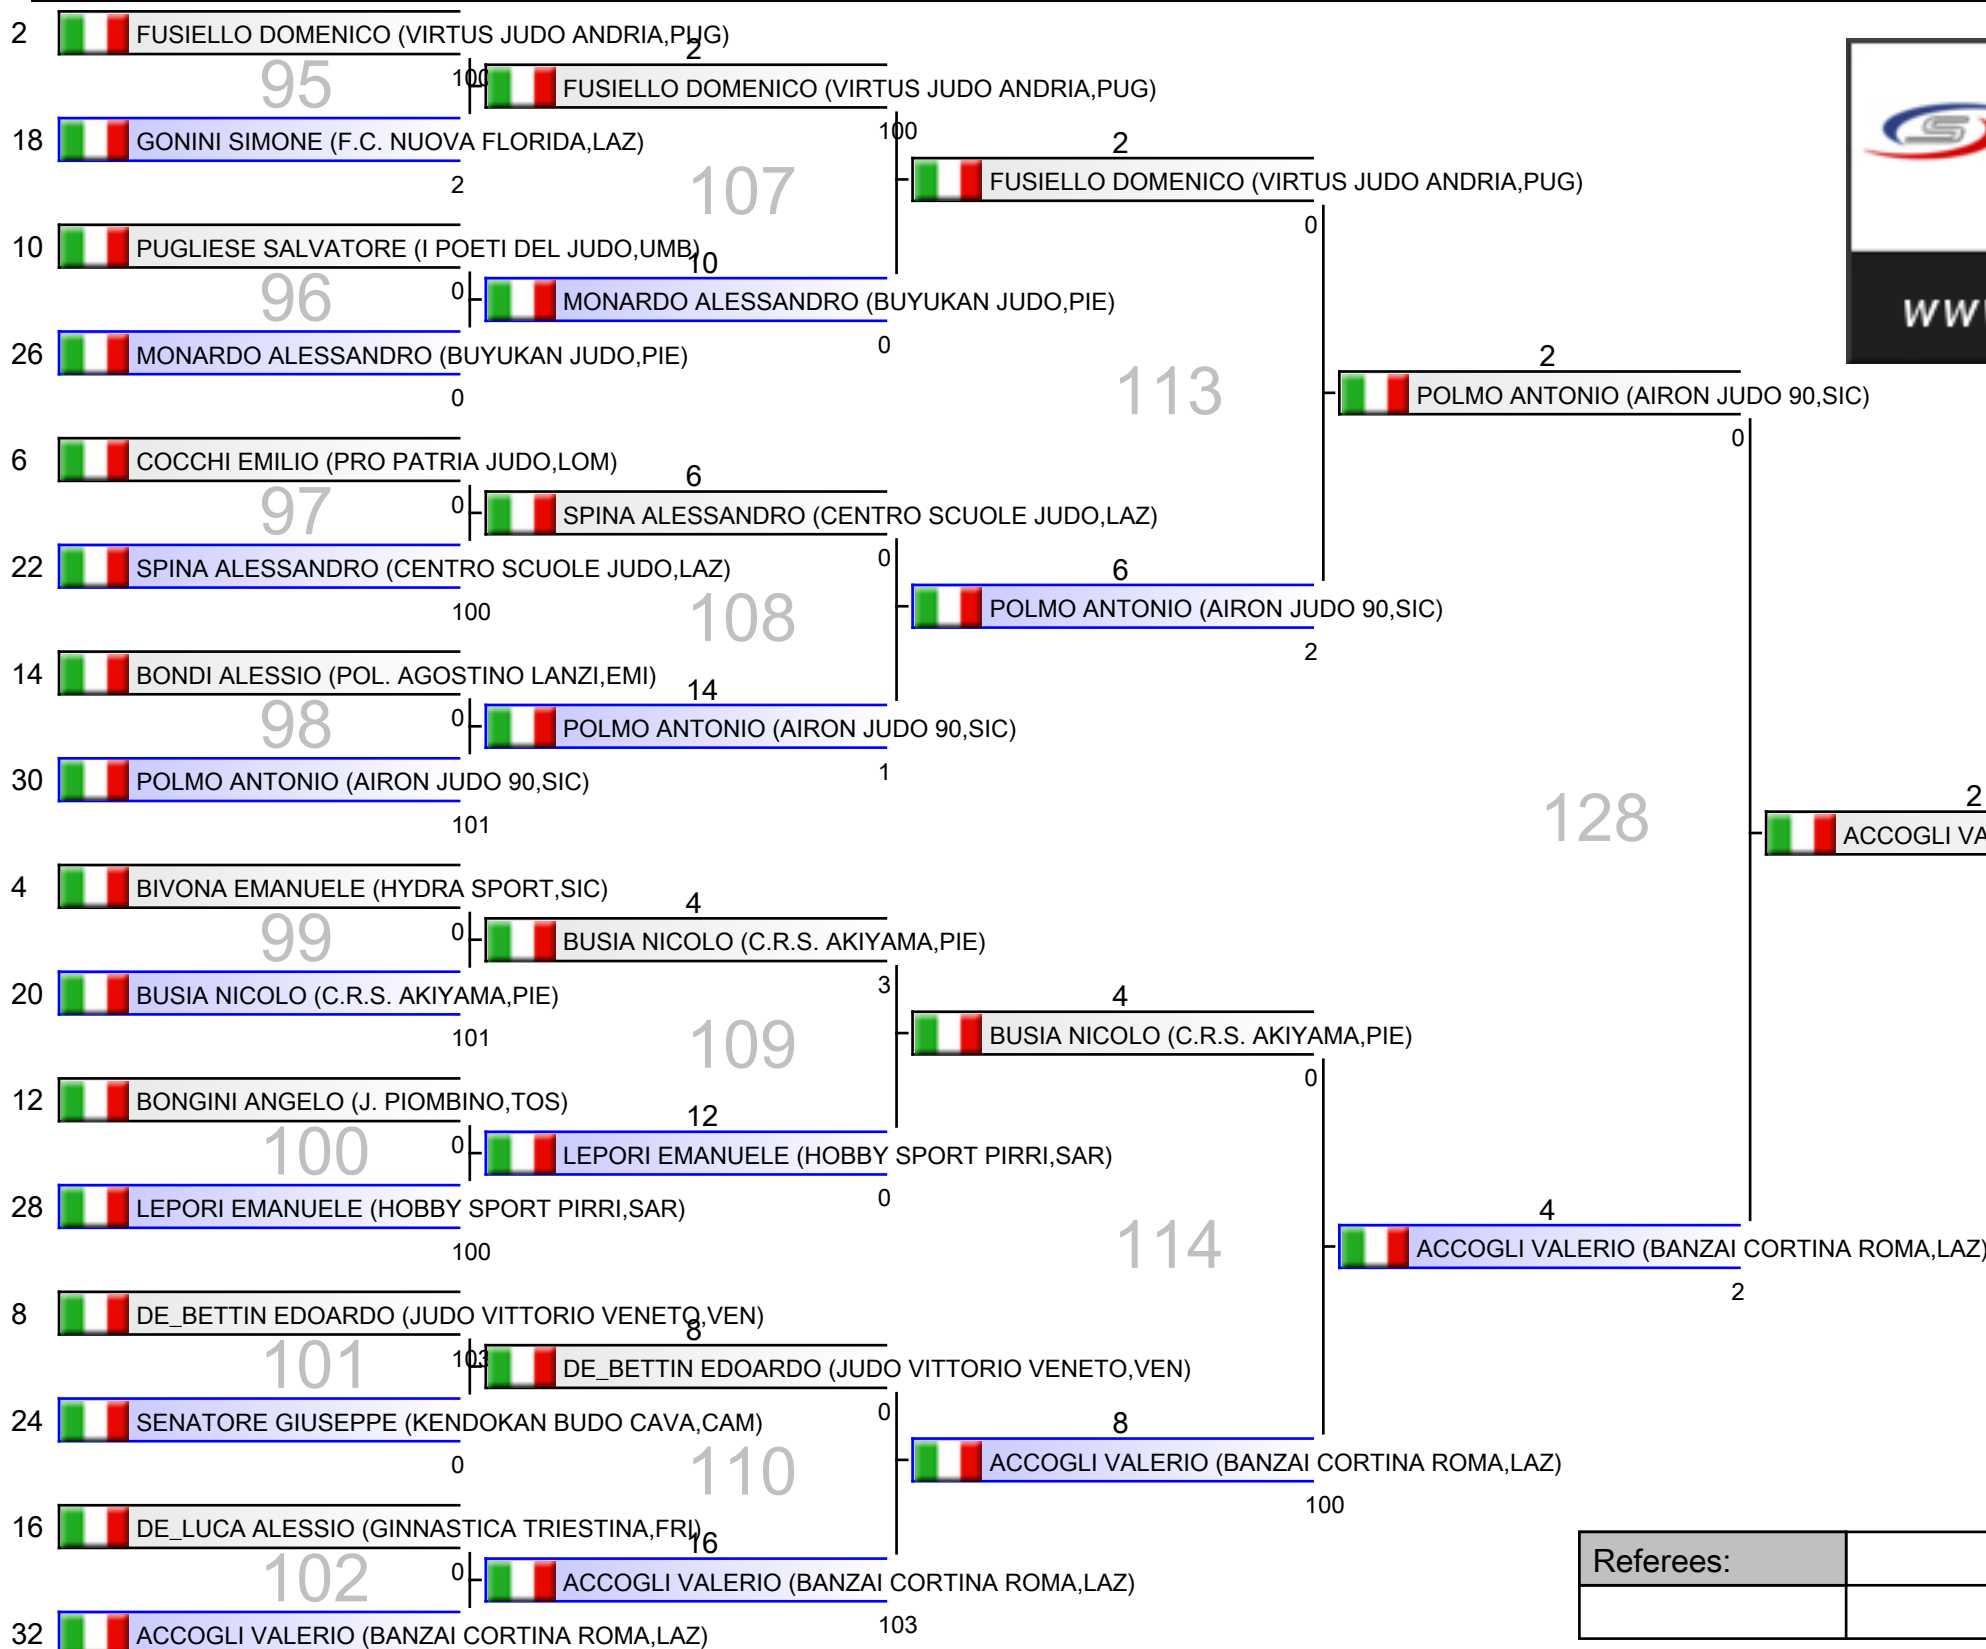 2 FUSIELLO DOMENICO (VIRTUS JUDO ANDRIA,PUG)
95
100
18 GONINI SIMONE (F.C. NUOVA FLORIDA,LAZ)
2
10 PUGLIESE SALVATORE (I POETI DEL JUDO,UMB)
96
0
26 MONARDO ALESSANDRO (BUYUKAN JUDO,PIE)
0
6 COCCHI EMILIO (PRO PATRIA JUDO,LOM)
97
0
22 SPINA ALESSANDRO (CENTRO SCUOLE JUDO,LAZ)
100
14 BONDI ALESSIO (POL. AGOSTINO LANZI,EMI)
98
0
30 POLMO ANTONIO (AIRON JUDO 90,SIC)
101
4 BIVONA EMANUELE (HYDRA SPORT,SIC)
99
0
20 BUSIA NICOLO (C.R.S. AKIYAMA,PIE)
101
12 BONGINI ANGELO (J. PIOMBINO,TOS)
100
0
28 LEPORI EMANUELE (HOBBY SPORT PIRRI,SAR)
100
8 DE_BETTIN EDOARDO (JUDO VITTORIO VENETO,VEN)
101
103
24 SENATORE GIUSEPPE (KENDOKAN BUDO CAVA,CAM)
0
16 DE_LUCA ALESSIO (GINNASTICA TRIESTINA,FRI)
102
0
32 ACCOGLI VALERIO (BANZAI CORTINA ROMA,LAZ)
2
FUSIELLO DOMENICO (VIRTUS JUDO ANDRIA,PUG)
100
107
10
MONARDO ALESSANDRO (BUYUKAN JUDO,PIE)
0
6
SPINA ALESSANDRO (CENTRO SCUOLE JUDO,LAZ)
0
108
14
POLMO ANTONIO (AIRON JUDO 90,SIC)
1
4
BUSIA NICOLO (C.R.S. AKIYAMA,PIE)
3
109
12
LEPORI EMANUELE (HOBBY SPORT PIRRI,SAR)
0
8
DE_BETTIN EDOARDO (JUDO VITTORIO VENETO,VEN)
0
110
16
ACCOGLI VALERIO (BANZAI CORTINA ROMA,LAZ)
103
2
FUSIELLO DOMENICO (VIRTUS JUDO ANDRIA,PUG)
0
113
6
POLMO ANTONIO (AIRON JUDO 90,SIC)
2
4
BUSIA NICOLO (C.R.S. AKIYAMA,PIE)
0
114
8
ACCOGLI VALERIO (BANZAI CORTINA ROMA,LAZ)
100
2
POLMO ANTONIO (AIRON JUDO 90,SIC)
0
128
4
ACCOGLI VALERIO (BANZAI CORTINA ROMA,LAZ)
2
2
ACCOGLI VA
S
www
Referees: